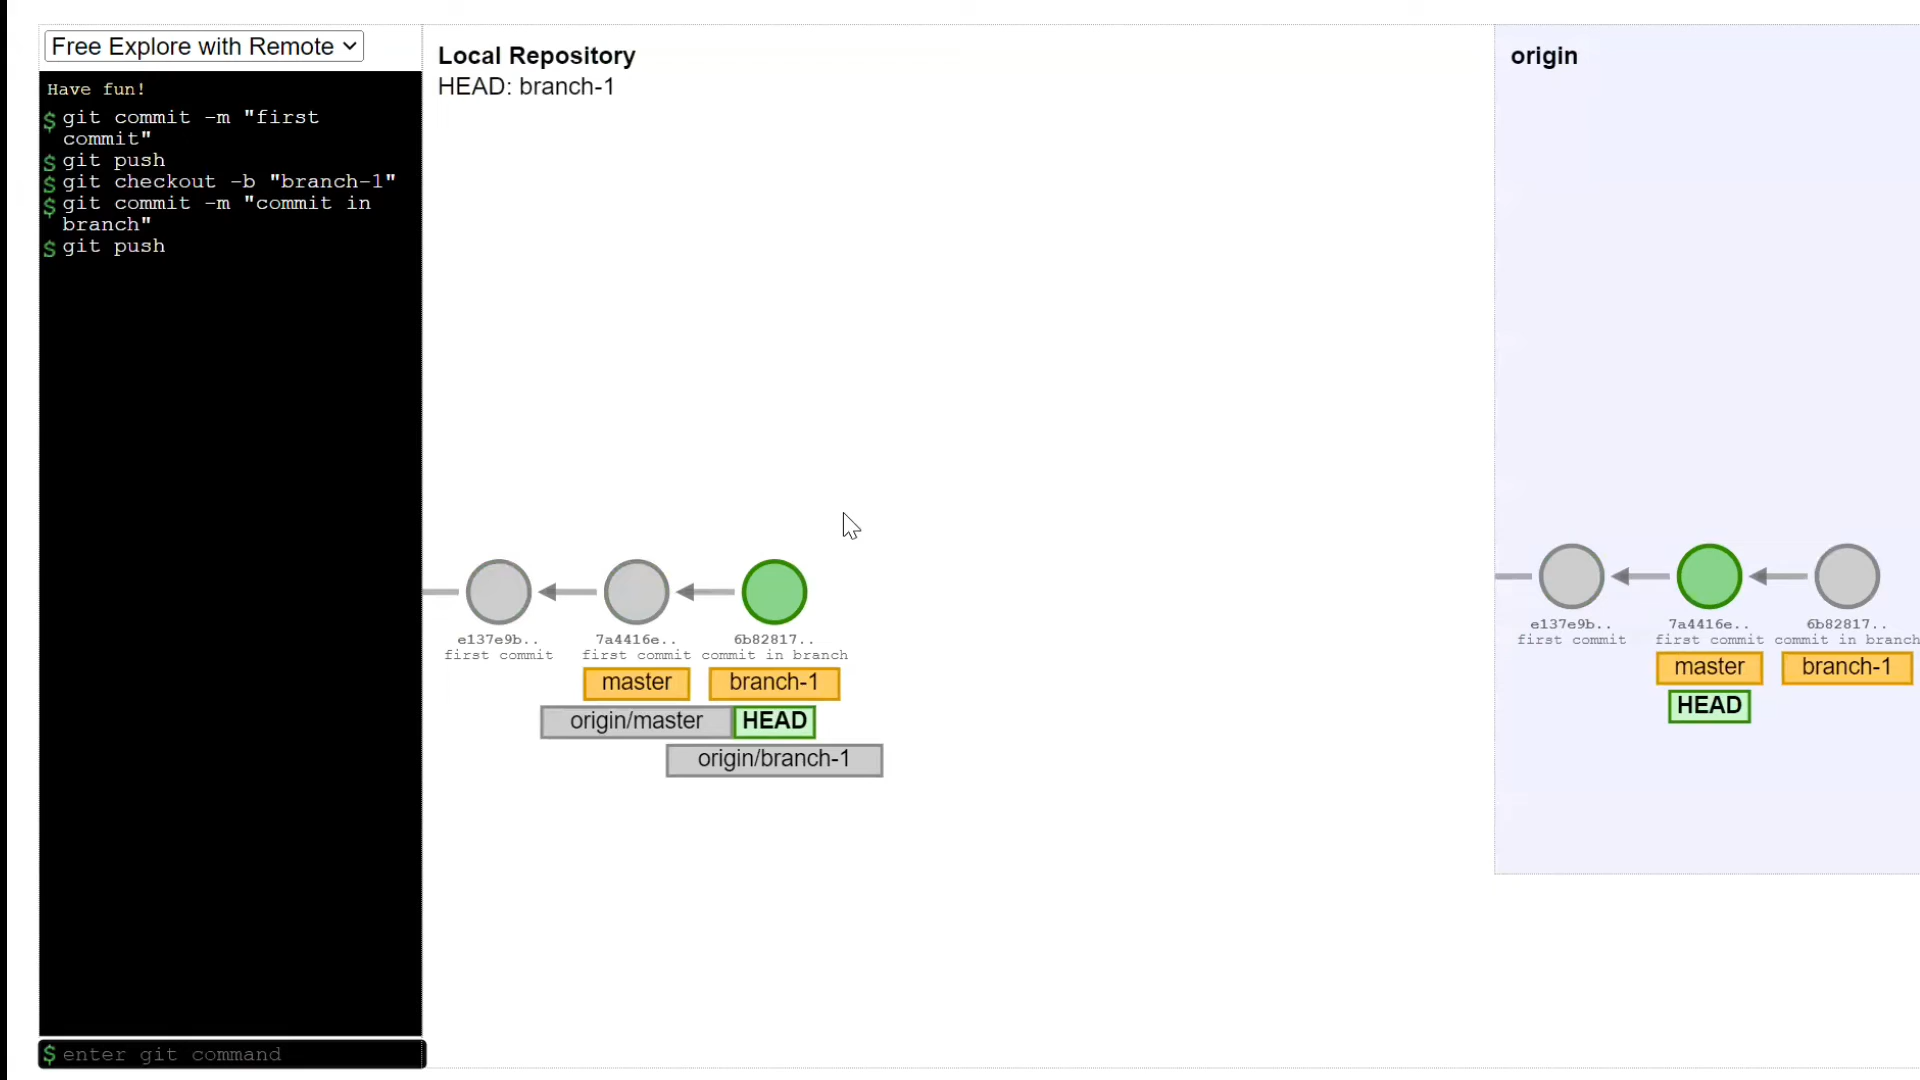 Free Explore with Remote
Have fun!
$ git commit -m "first
commit"
$ git push
$ git checkout -b "branch-1"
$ git commit -m "commit in
branch"
$ git push
$ enter git command
Local Repository
HEAD: branch-1
e137e9b.. 7a4416e.. 6b82817..
first commit first commit commit in branch
master branch-1
origin/master HEAD
origin/branch-1
origin
e137e9b.. 7a4416e.. 6b82817..
first commit first commit commit in branch
master branch-1
HEAD